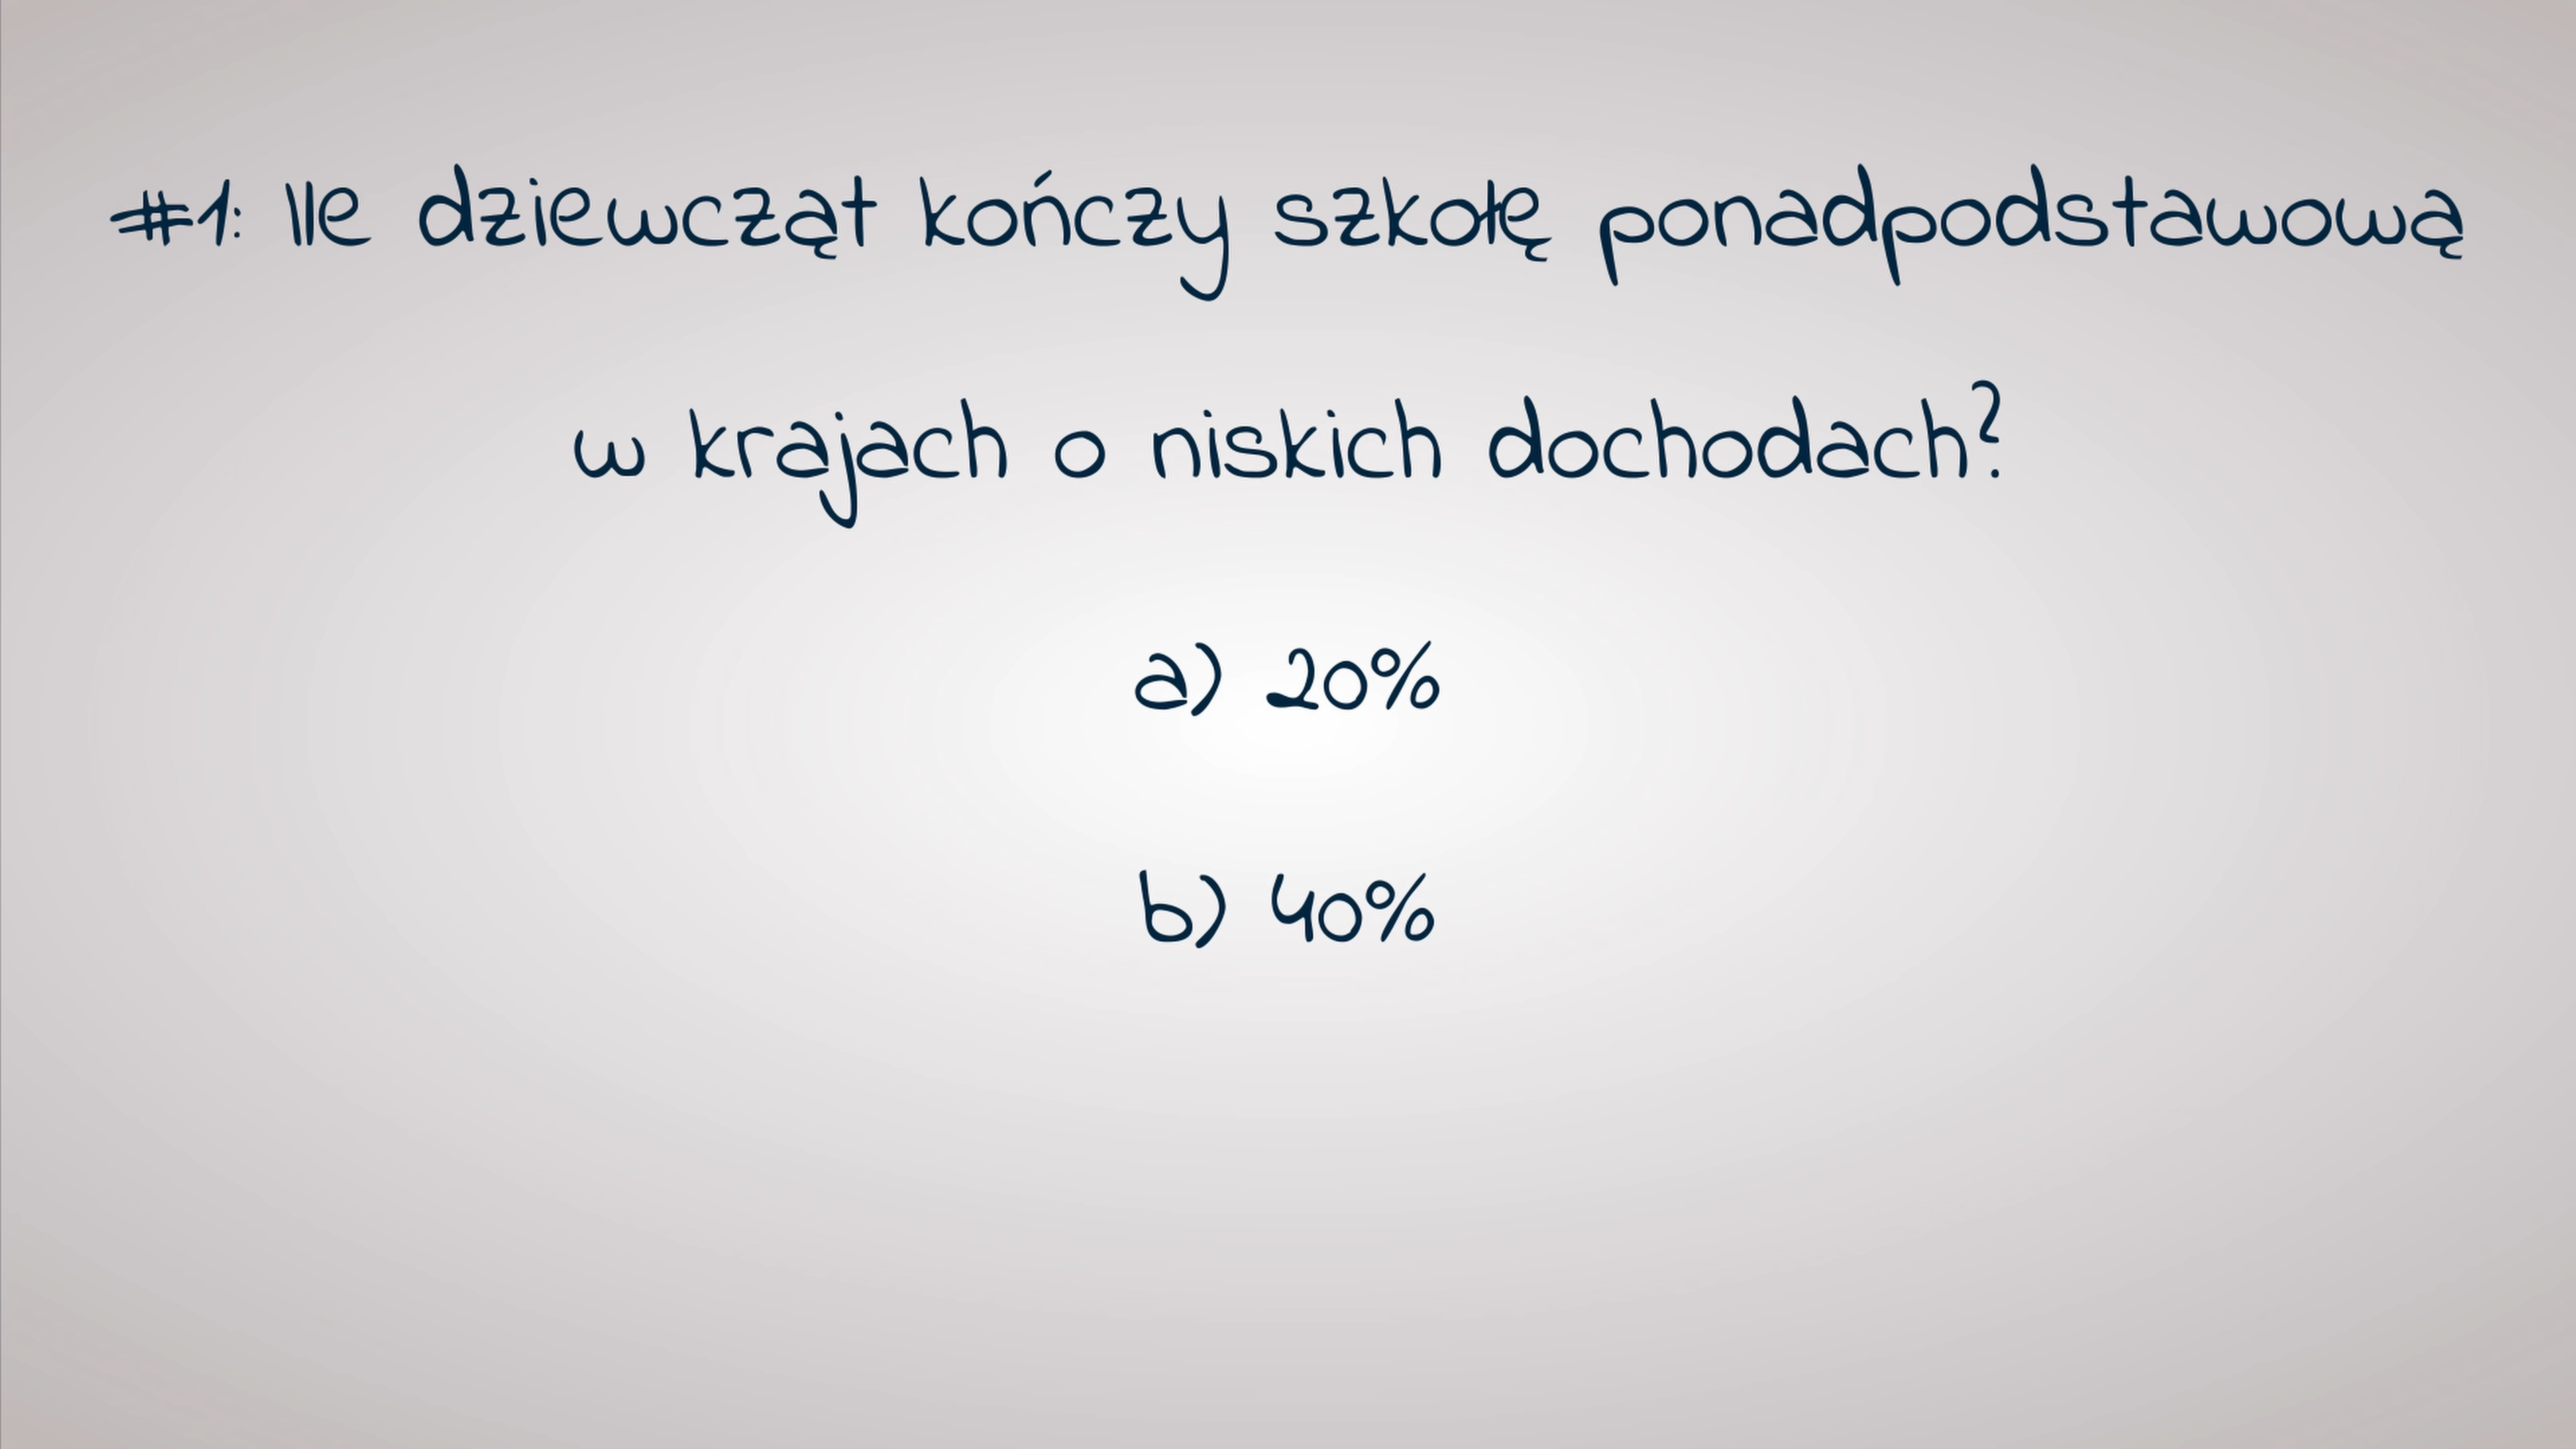 #1: Ile dziewcząt kończy szkołę ponadpodstawową
w krajach o niskich dochodach?
a) 20%
b) 40%